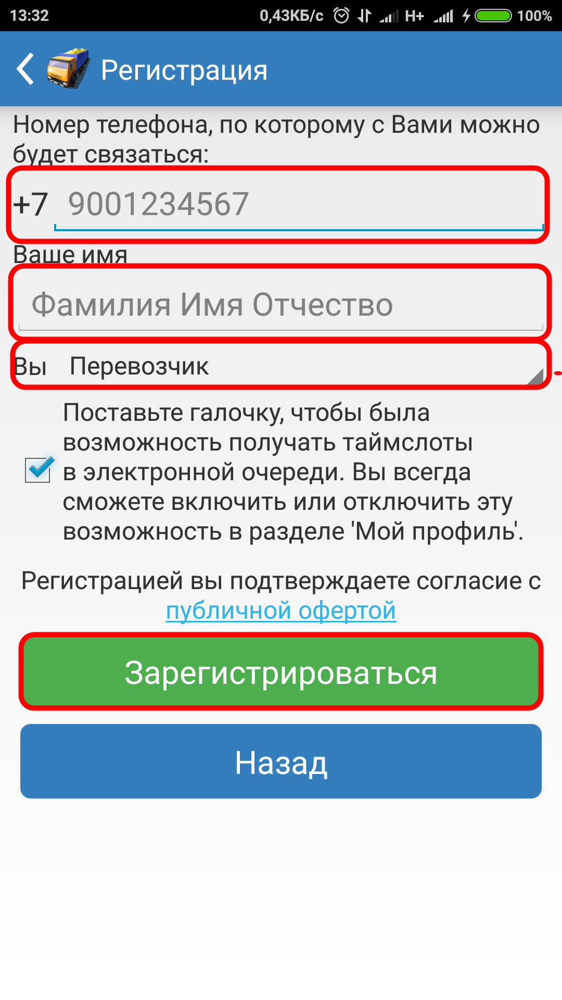 13:32 0,43КБ/с H+ 100%
Регистрация
Номер телефона, по которому с Вами можно
будет связаться:
+7 9001234567
Ваше имя
Фамилия Имя Отчество
Вы Перевозчик
Поставьте галочку, чтобы была
возможность получать таймслоты
в электронной очереди. Вы всегда
сможете включить или отключить эту
возможность в разделе 'Мой профиль'.
Регистрацией вы подтверждаете согласие с
публичной офертой
Зарегистрироваться
Назад